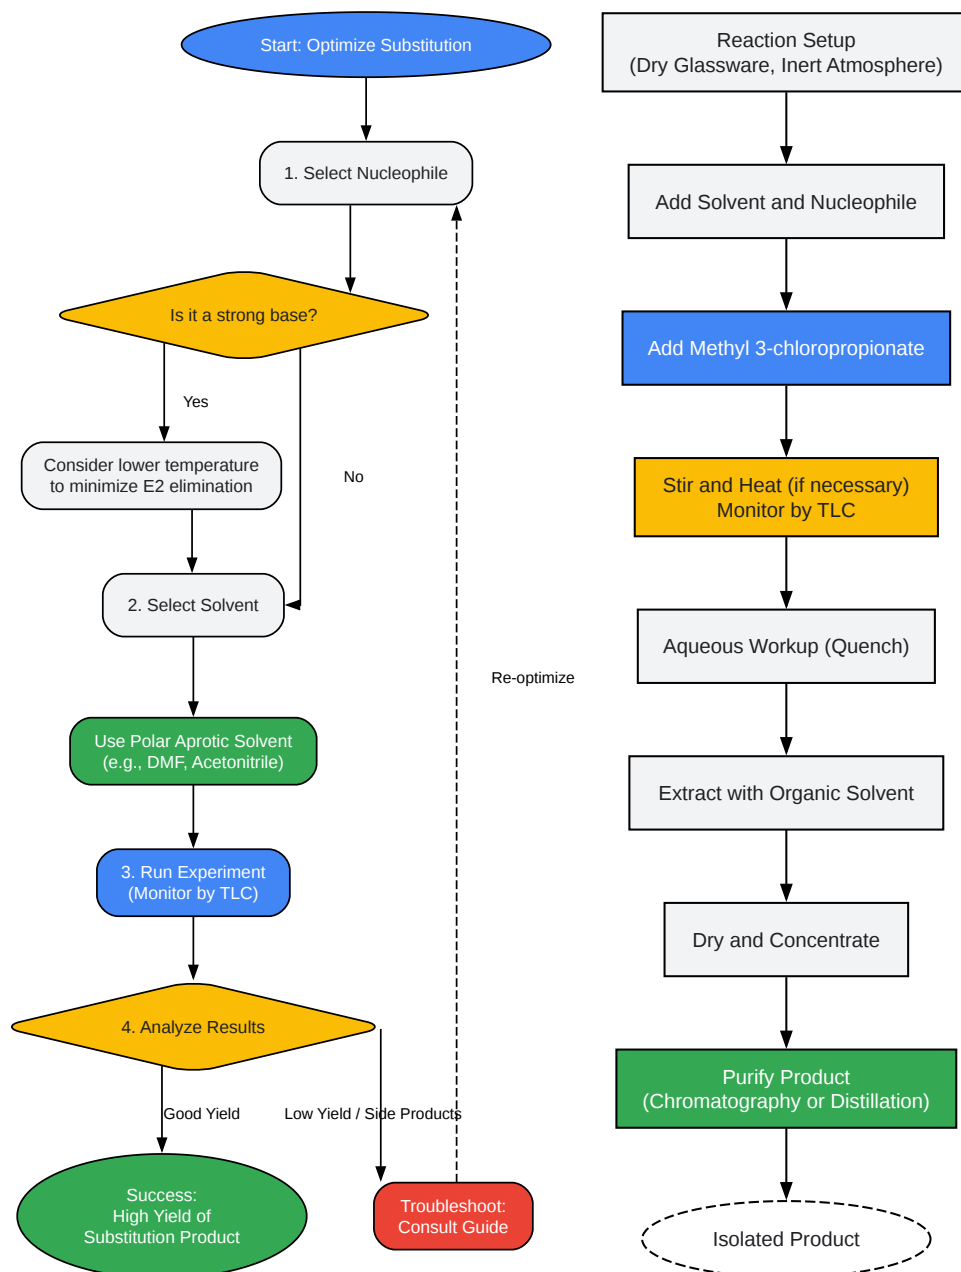 Start: Optimize Substitution
1. Select Nucleophile
Is it a strong base?
Yes
No
Consider lower temperature
to minimize E2 elimination
2. Select Solvent
Re-optimize
Use Polar Aprotic Solvent
(e.g., DMF, Acetonitrile)
3. Run Experiment
(Monitor by TLC)
4. Analyze Results
Good Yield
Low Yield / Side Products
Success:
High Yield of
Substitution Product
Troubleshoot:
Consult Guide
Reaction Setup
(Dry Glassware, Inert Atmosphere)
Add Solvent and Nucleophile
Add Methyl 3-chloropropionate
Stir and Heat (if necessary)
Monitor by TLC
Aqueous Workup (Quench)
Extract with Organic Solvent
Dry and Concentrate
Purify Product
(Chromatography or Distillation)
Isolated Product